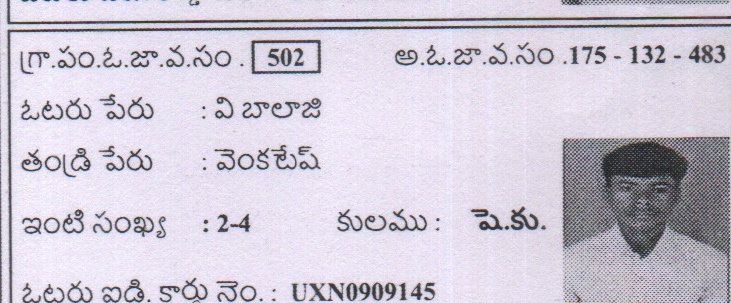 గ్రా.పం.ఓ.జా.వ.సం . 502 అ.ఓ.జా.వ.సం .175 - 132 - 483
ఓటరు పేరు : వి బాలాజి
తండ్రి పేరు : వెంకటేష్
ఇంటి సంఖ్య : 2-4 కులము : షె.కు.
ఓటరు ఐడి. కార్డు నెం. : UXN0909145